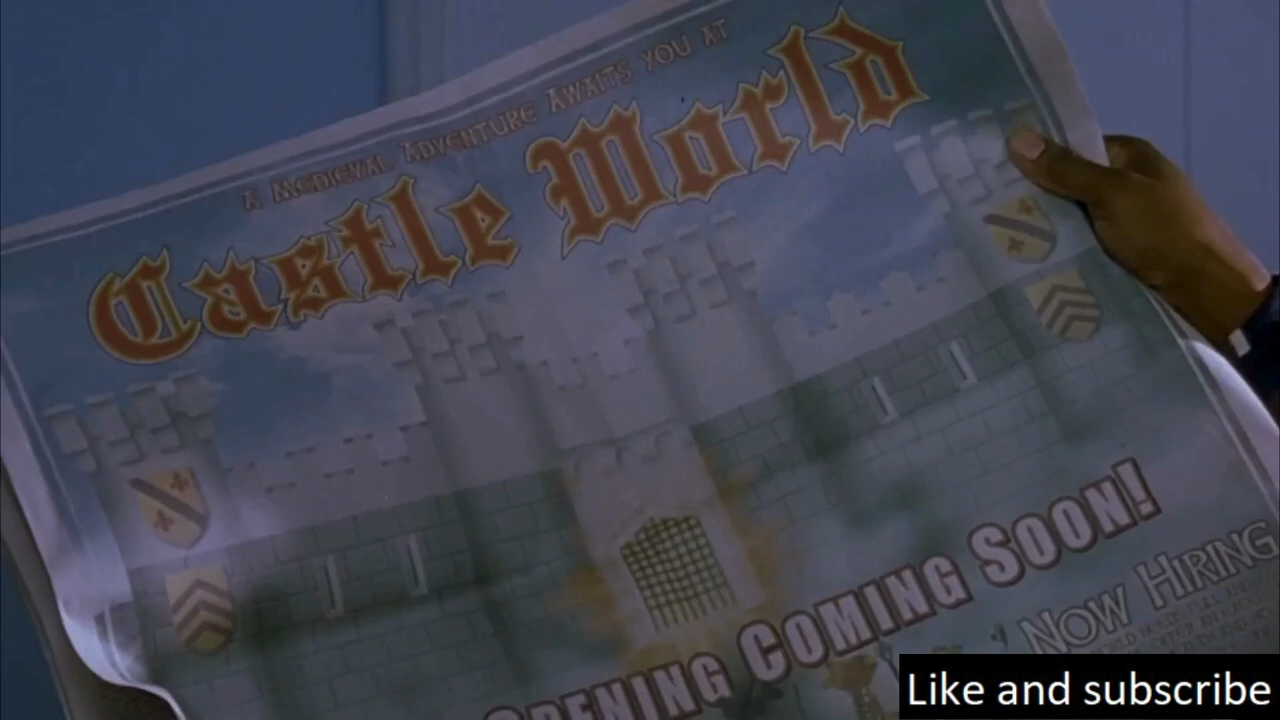 A MEDIEVAL ADVENTURE AWAITS YOU AT
Castle World
OPENING COMING SOON!
NOW HIRING
Like and subscribe